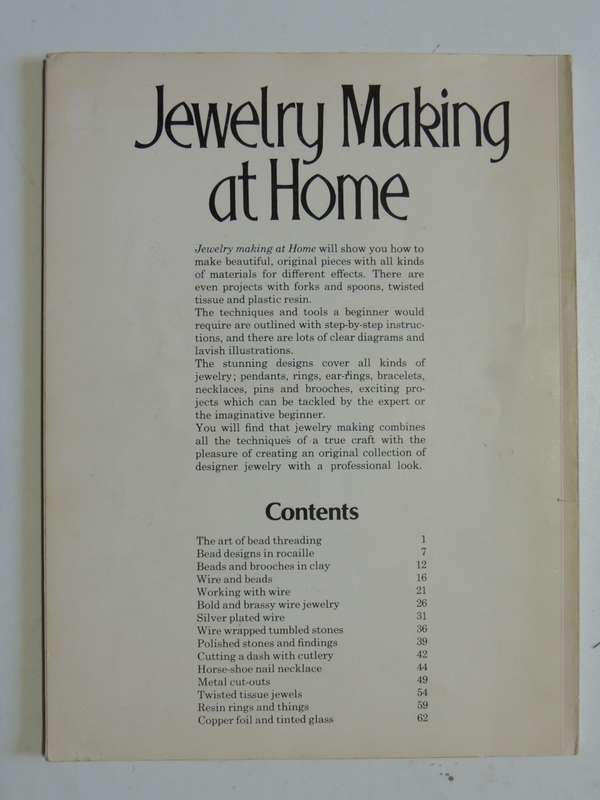 Jewelry Making
at Home
Jewelry making at Home will show you how to
make beautiful, original pieces with all kinds
of materials for different effects. There are
even projects with forks and spoons, twisted
tissue and plastic resin.
The techniques and tools a beginner would
require are outlined with step-by-step instruc-
tions, and there are lots of clear diagrams and
lavish illustrations.
The stunning designs cover all kinds of
jewelry; pendants, rings, ear-rings, bracelets,
necklaces, pins and brooches, exciting pro-
jects which can be tackled by the expert or
the imaginative beginner.
You will find that jewelry making combines
all the techniques of a true craft with the
pleasure of creating an original collection of
designer jewelry with a professional look.
Contents
The art of bead threading 1
Bead designs in rocaille 7
Beads and brooches in clay 12
Wire and beads 16
Working with wire 21
Bold and brassy wire jewelry 26
Silver plated wire 31
Wire wrapped tumbled stones 36
Polished stones and findings 39
Cutting a dash with cutlery 42
Horse-shoe nail necklace 44
Metal cut-outs 49
Twisted tissue jewels 54
Resin rings and things 59
Copper foil and tinted glass 62